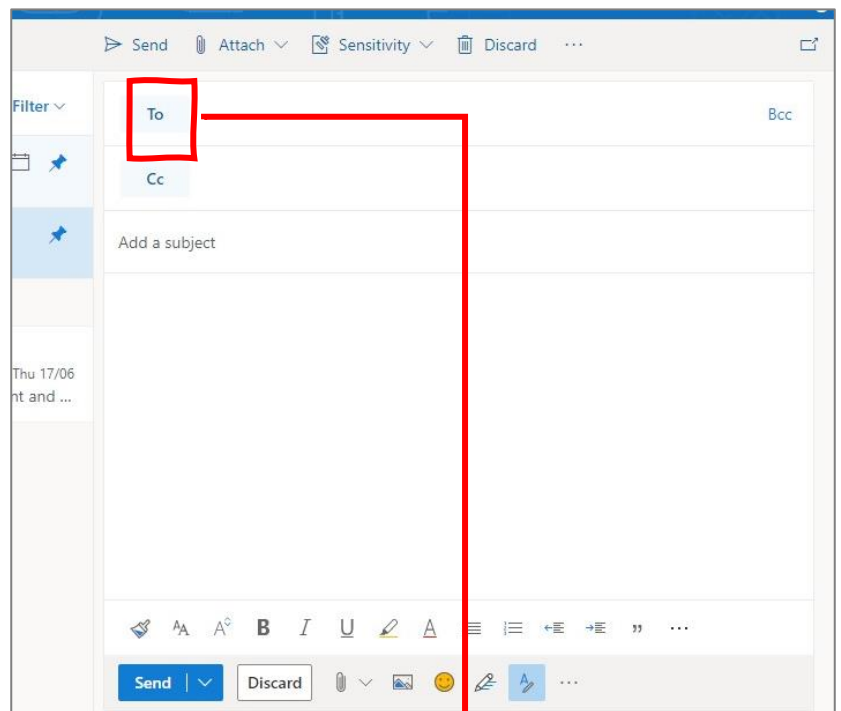 Send Attach Sensitivity Discard ...
Filter
To Bcc
Cc
Add a subject
Thu 17/06
nt and ...
B I U A ...
Send Discard ...